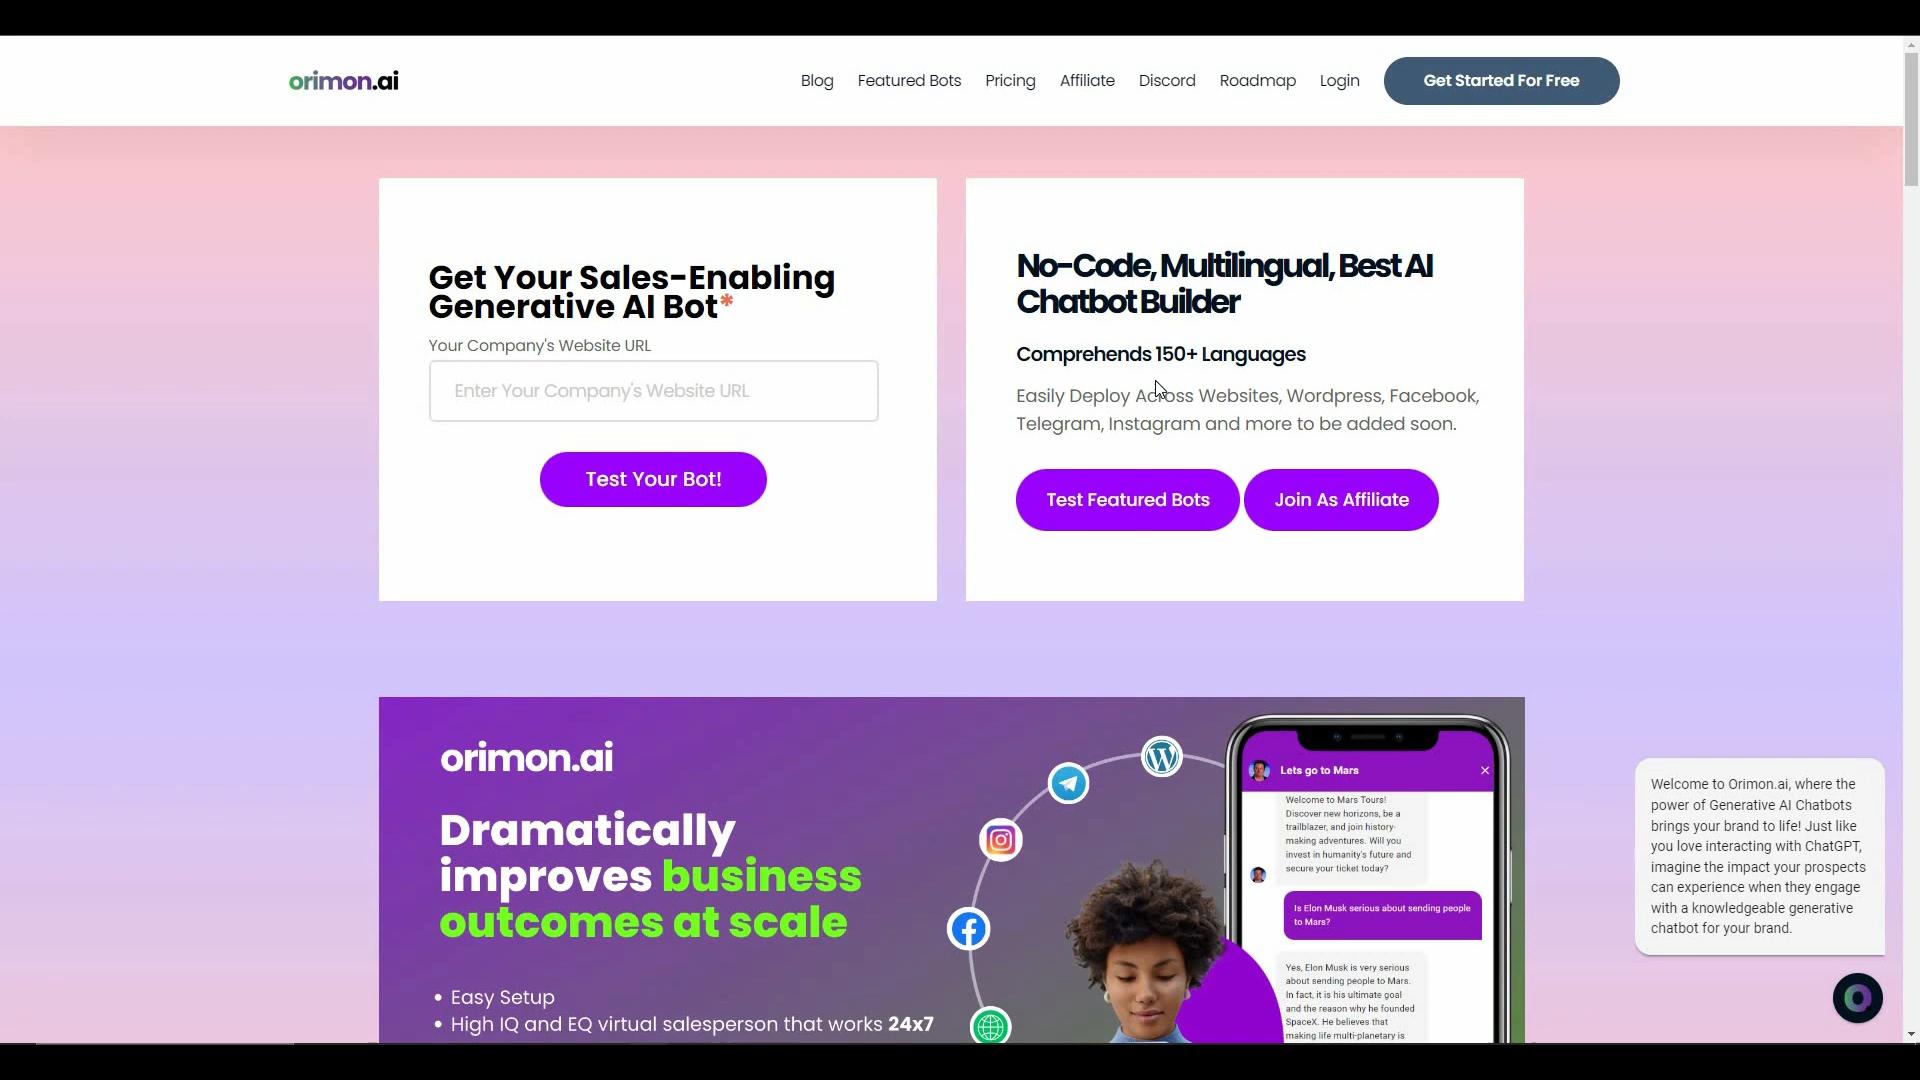 orimon.ai
Blog Featured Bots Pricing Affiliate Discord Roadmap Login Get Started For Free
Get Your Sales-Enabling
Generative AI Bot*
Your Company's Website URL
Enter Your Company's Website URL
Test Your Bot!
No-Code, Multilingual, Best AI
Chatbot Builder
Comprehends 150+ Languages
Easily Deploy Across Websites, Wordpress, Facebook,
Telegram, Instagram and more to be added soon.
Test Featured Bots Join As Affiliate
orimon.ai
Dramatically
improves business
outcomes at scale
• Easy Setup
• High IQ and EQ virtual salesperson that works 24x7
Lets go to Mars
Welcome to Mars Tours!
Discover new horizons, be a
trailblazer, and join history-
making adventures. Will you
invest in humanity's future and
secure your ticket today?
Is Elon Musk serious about sending people
to Mars?
Yes, Elon Musk is very serious
about sending people to Mars.
In fact, it is his ultimate goal
and the reason why he founded
SpaceX. He believes that
making life multi-planetary is
Welcome to Orimon.ai, where the
power of Generative AI Chatbots
brings your brand to life! Just like
you love interacting with ChatGPT,
imagine the impact your prospects
can experience when they engage
with a knowledgeable generative
chatbot for your brand.